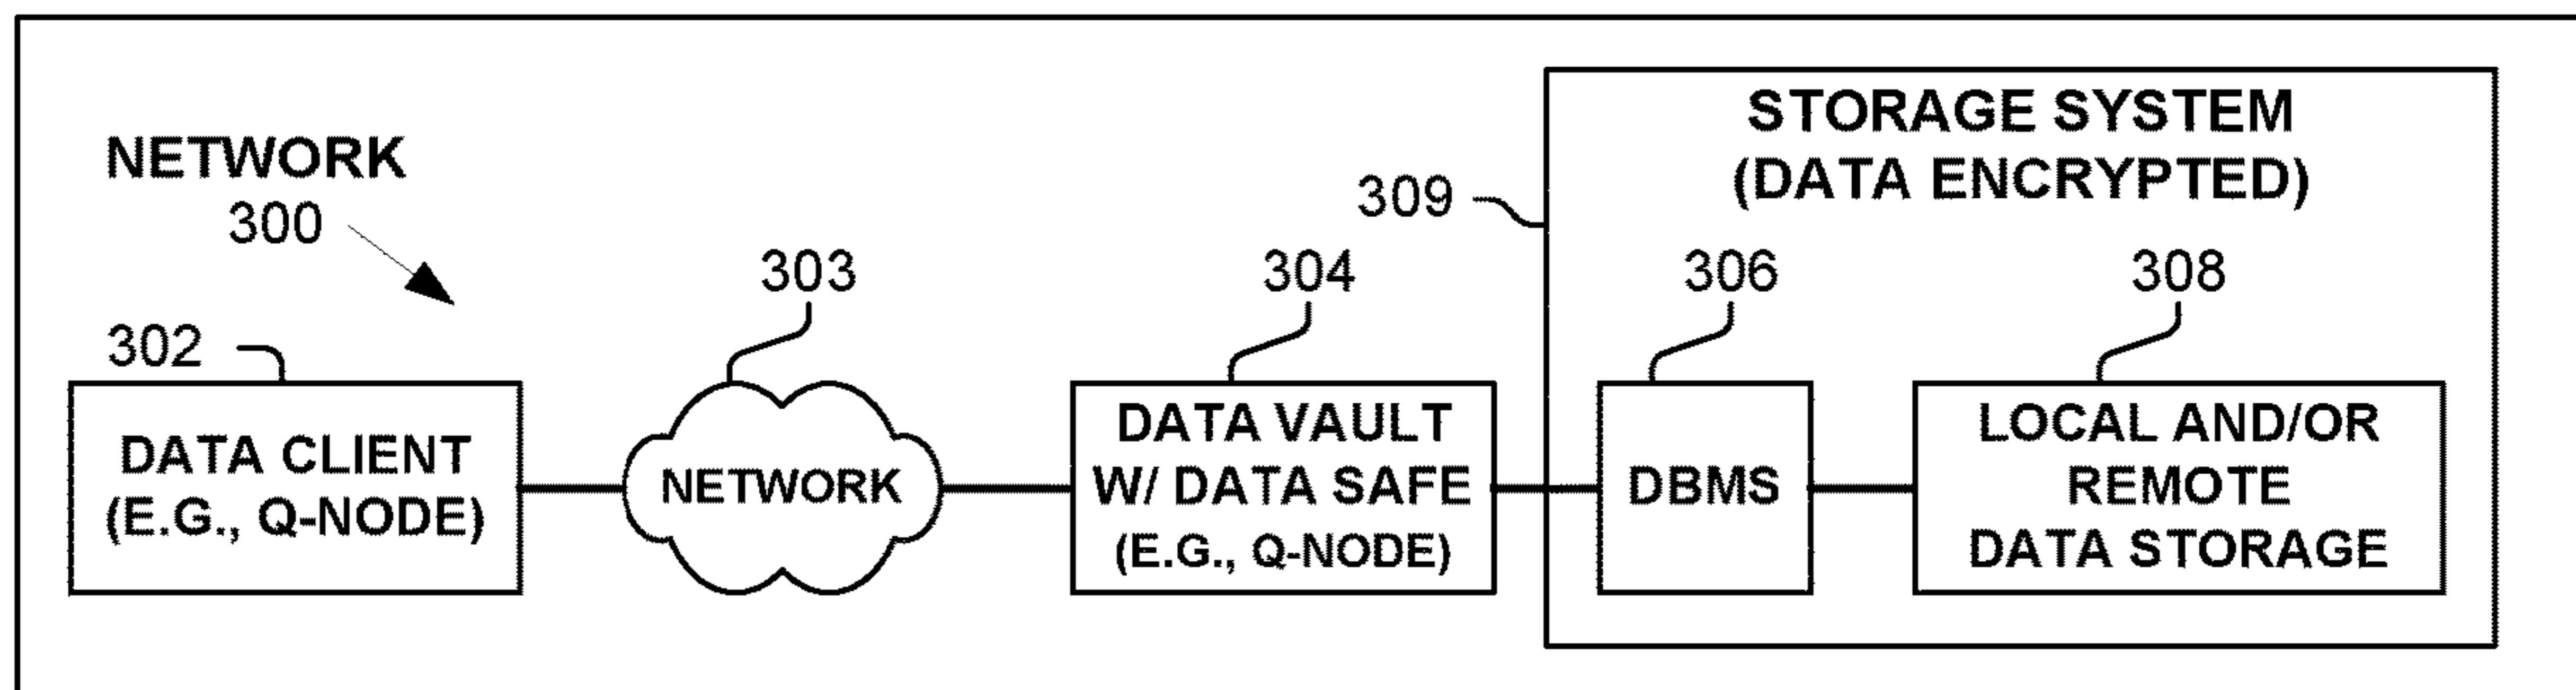 NETWORK
300
302
DATA CLIENT
(E.G., Q-NODE)
303
NETWORK
304
DATA VAULT
W/ DATA SAFE
(E.G., Q-NODE)
309
STORAGE SYSTEM
(DATA ENCRYPTED)
306
DBMS
308
LOCAL AND/OR
REMOTE
DATA STORAGE